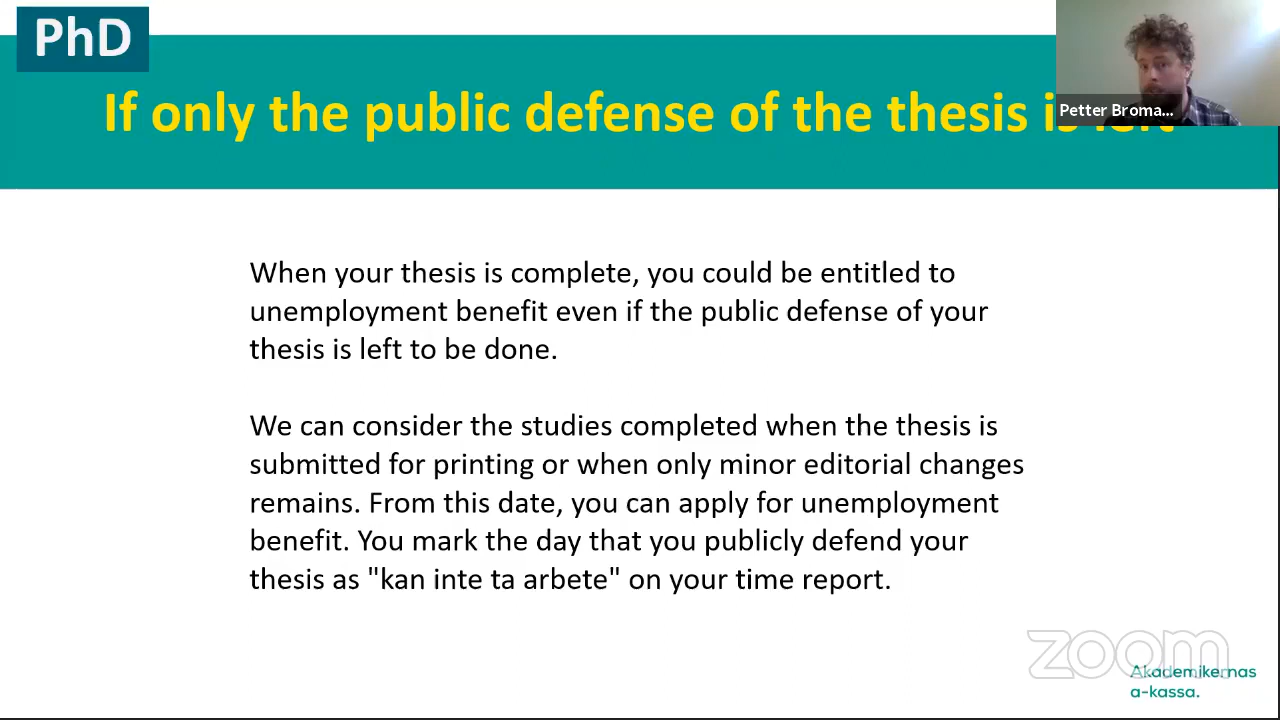 PhD
If only the public defense of the thesis is left
Petter Broma...
When your thesis is complete, you could be entitled to
unemployment benefit even if the public defense of your
thesis is left to be done.
We can consider the studies completed when the thesis is
submitted for printing or when only minor editorial changes
remains. From this date, you can apply for unemployment
benefit. You mark the day that you publicly defend your
thesis as "kan inte ta arbete" on your time report.
zoom
Akademikernas
a-kassa.